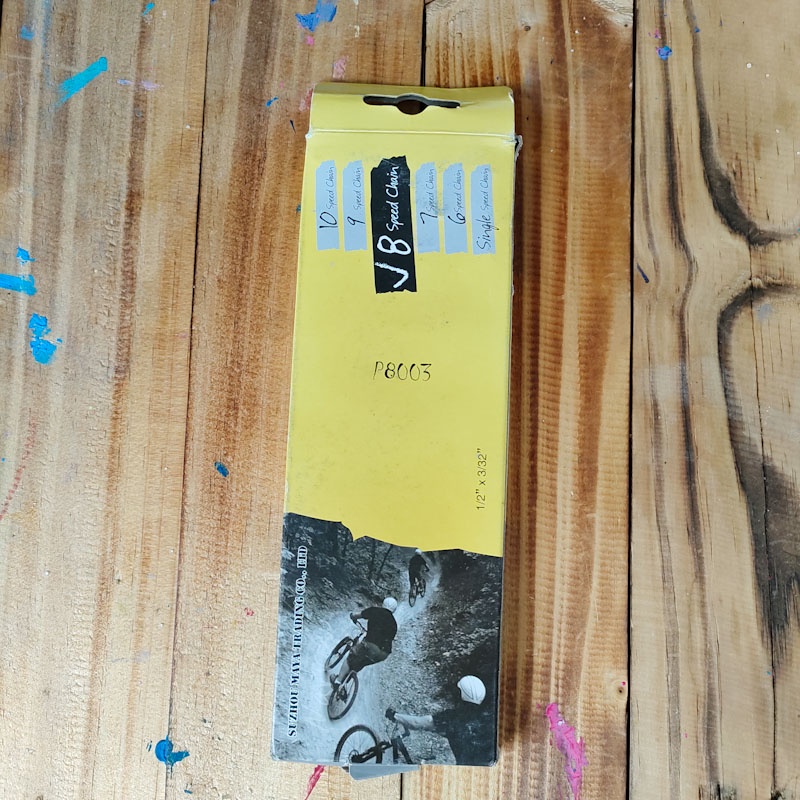 10 Speed Chain
9 Speed Chain
✓ 8 Speed Chain
7 Speed Chain
6 Speed Chain
Single Speed Chain
P8003
1/2" x 3/32"
SUZHOU MAYA TRADING CO., LTD